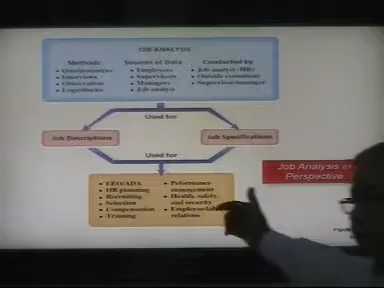 JOB ANALYSIS
Methods
• Questionnaires
• Interviews
• Observation
• Logs/diaries
Sources of Data
• Employees
• Supervisors
• Managers
• Job analyst
Conducted by
• Job analyst (HR)
• Outside consultant
• Supervisor/manager
Used for
Job Descriptions
Job Specifications
Used for
• EEO/ADA
• HR planning
• Recruiting
• Selection
• Compensation
• Training
• Performance
management
• Health, safety,
and security
• Employee/labor
relations
Job Analysis in
Perspective